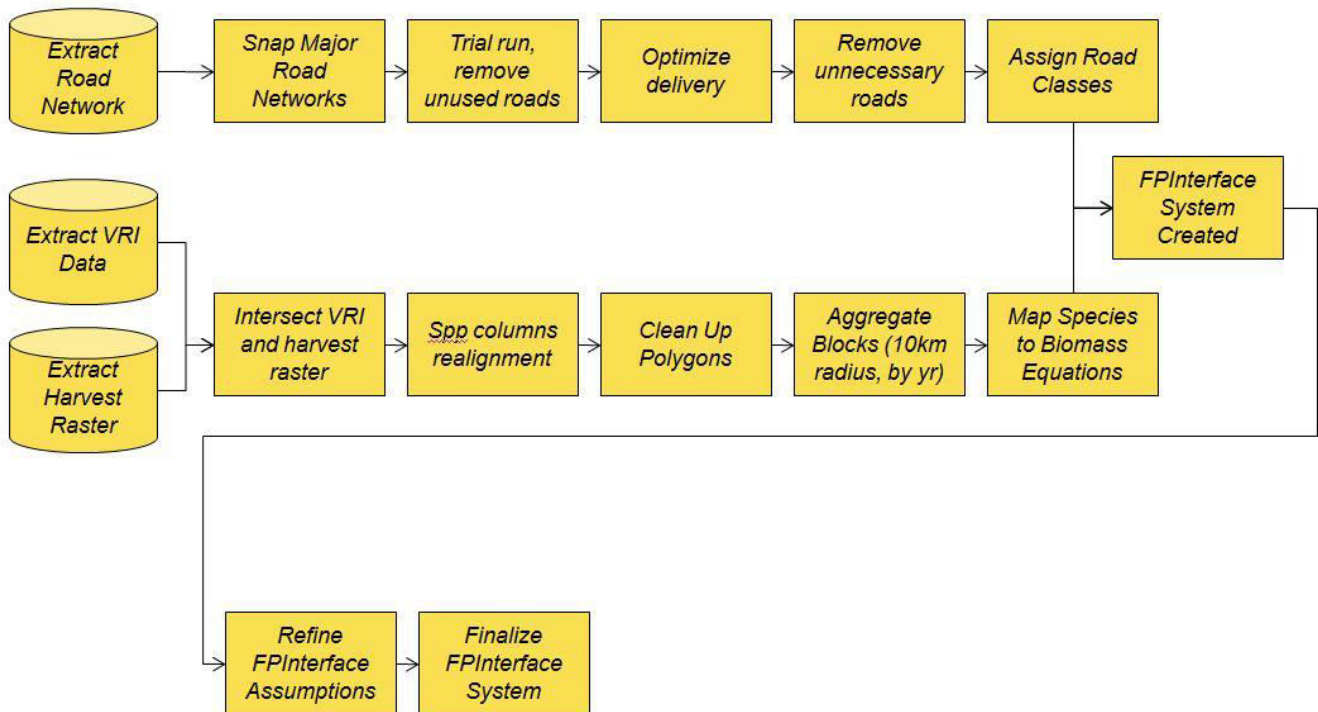 Extract
Road
Network
Snap Major
Road
Networks
Trial run,
remove
unused roads
Optimize
delivery
Remove
unnecessary
roads
Assign Road
Classes
FPInterface
System
Created
Extract VRI
Data
Extract
Harvest
Raster
Intersect VRI
and harvest
raster
Spp columns
realignment
Clean Up
Polygons
Aggregate
Blocks (10km
radius, by yr)
Map Species
to Biomass
Equations
Refine
FPInterface
Assumptions
Finalize
FPInterface
System